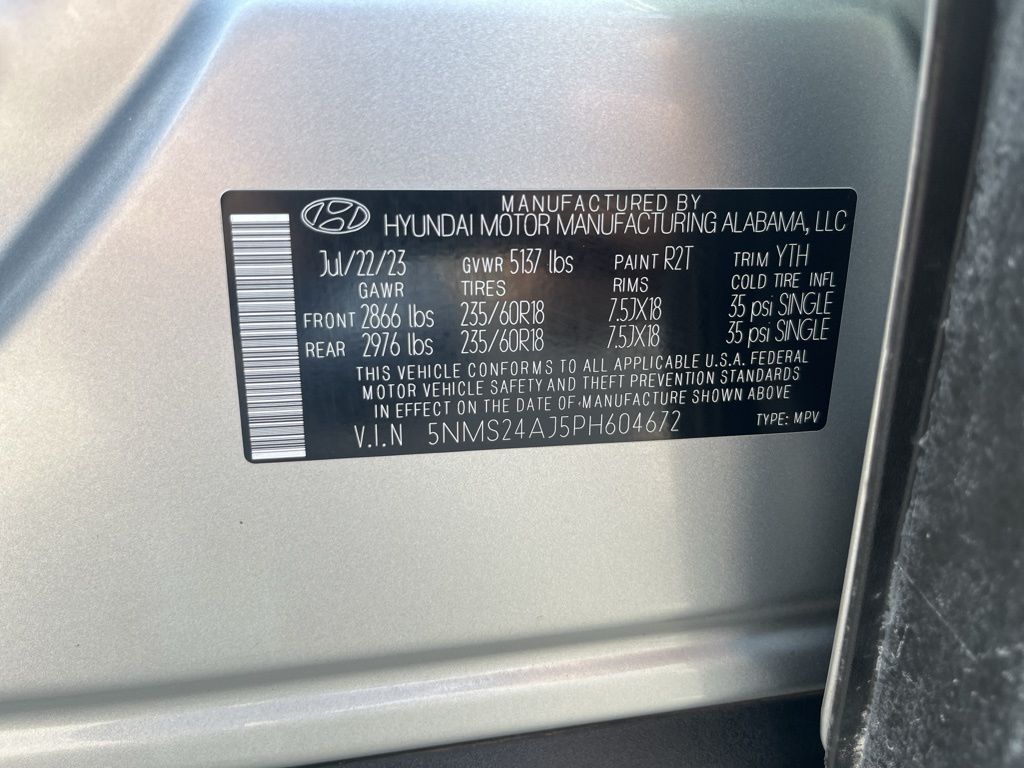 MANUFACTURED BY
HYUNDAI MOTOR MANUFACTURING ALABAMA, LLC
Jul/22/23 GVWR 5137 lbs PAINT R2T TRIM YTH
GAWR TIRES RIMS COLD TIRE INFL
FRONT 2866 lbs 235/60R18 7.5JX18 35 psi SINGLE
REAR 2976 lbs 235/60R18 7.5JX18 35 psi SINGLE
THIS VEHICLE CONFORMS TO ALL APPLICABLE U.S.A. FEDERAL
MOTOR VEHICLE SAFETY AND THEFT PREVENTION STANDARDS
IN EFFECT ON THE DATE OF MANUFACTURE SHOWN ABOVE
V.I.N 5NMS24AJ5PH604672 TYPE: MPV